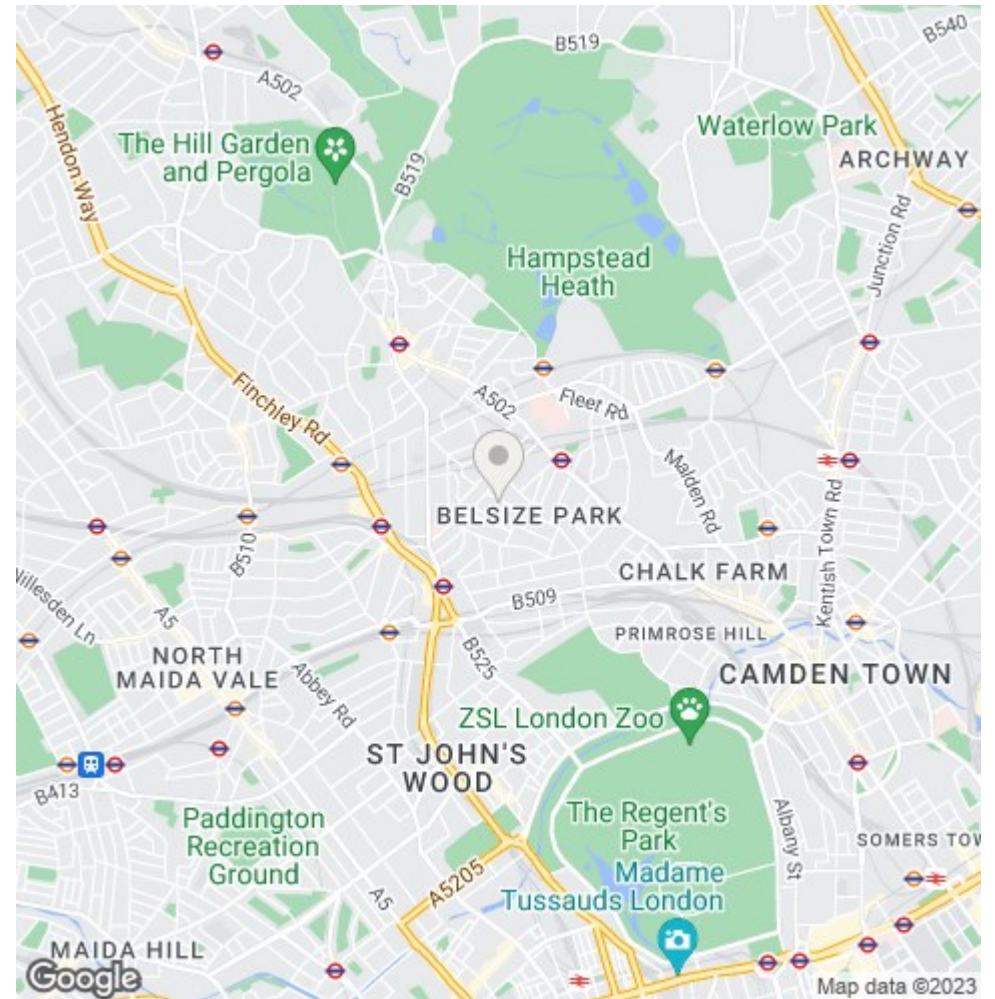 B519
B540
A502
Hendon Way
The Hill Garden
and Pergola
B519
Waterlow Park
ARCHWAY
Junction Rd
Hampstead
Heath
Finchley Rd
A502
Fleet Rd
Malden Rd
BELSIZE PARK
Kentish Town Rd
B510
A5
CHALK FARM
B509
PRIMROSE HILL
NORTH
MAIDA VALE
Abbey Rd
B525
CAMDEN TOWN
ZSL London Zoo
ST JOHN'S
WOOD
B413
Paddington
Recreation
Ground
The Regent's
Park
Albany St
SOMERS TOW
Madame
Tussauds London
A5205
A5
MAIDA HILL
Google
Map data ©2023